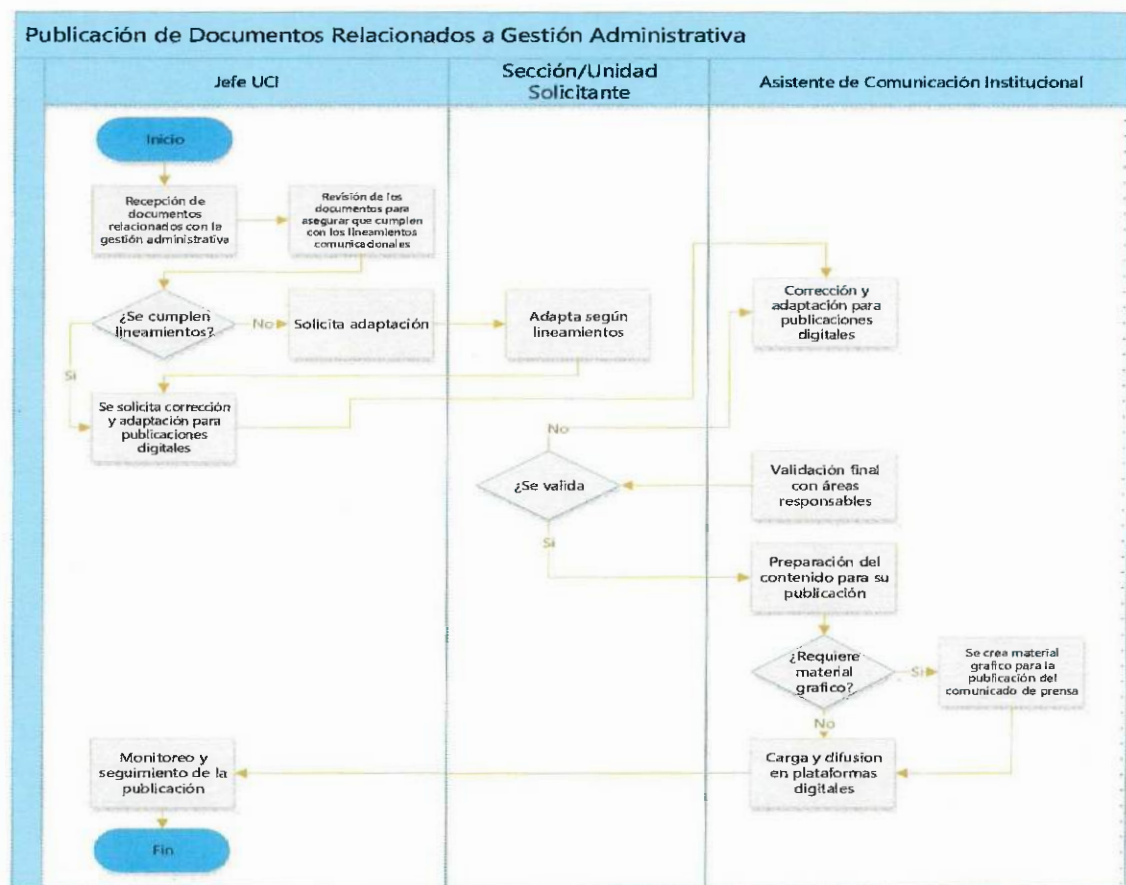 Publicación de Documentos Relacionados a Gestión Administrativa
Jefe UCI
Sección/Unidad
Solicitante
Asistente de Comunicación Institucional
Inicio
Recepción de
documentos
relacionados con la
gestión administrativa
Revisión de los
documentos para
asegurar que cumplen
con los lineamientos
comunicacionales
¿Se cumplen
lineamientos?
No
Solicita adaptación
Adapta según
lineamientos
Corrección y
adaptación para
publicaciones
digitales
Si
Se solicita corrección
y adaptación para
publicaciones
digitales
No
¿Se valida
Validación final
con áreas
responsables
Si
Preparación del
contenido para su
publicación
¿Requiere
material
grafico?
Si
Se crea material
grafico para la
publicación del
comunicado de prensa
No
Monitoreo y
seguimiento de la
publicación
Carga y difusion
en plataformas
digitales
Fin